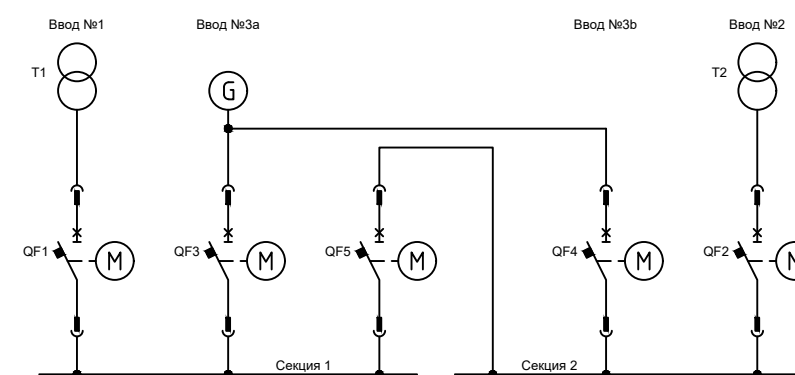 Ввод №1
Ввод №3a
Ввод №3b
Ввод №2
T1
G
T2
QF1
M
QF3
M
QF5
M
QF4
M
QF2
Секция 1
Секция 2